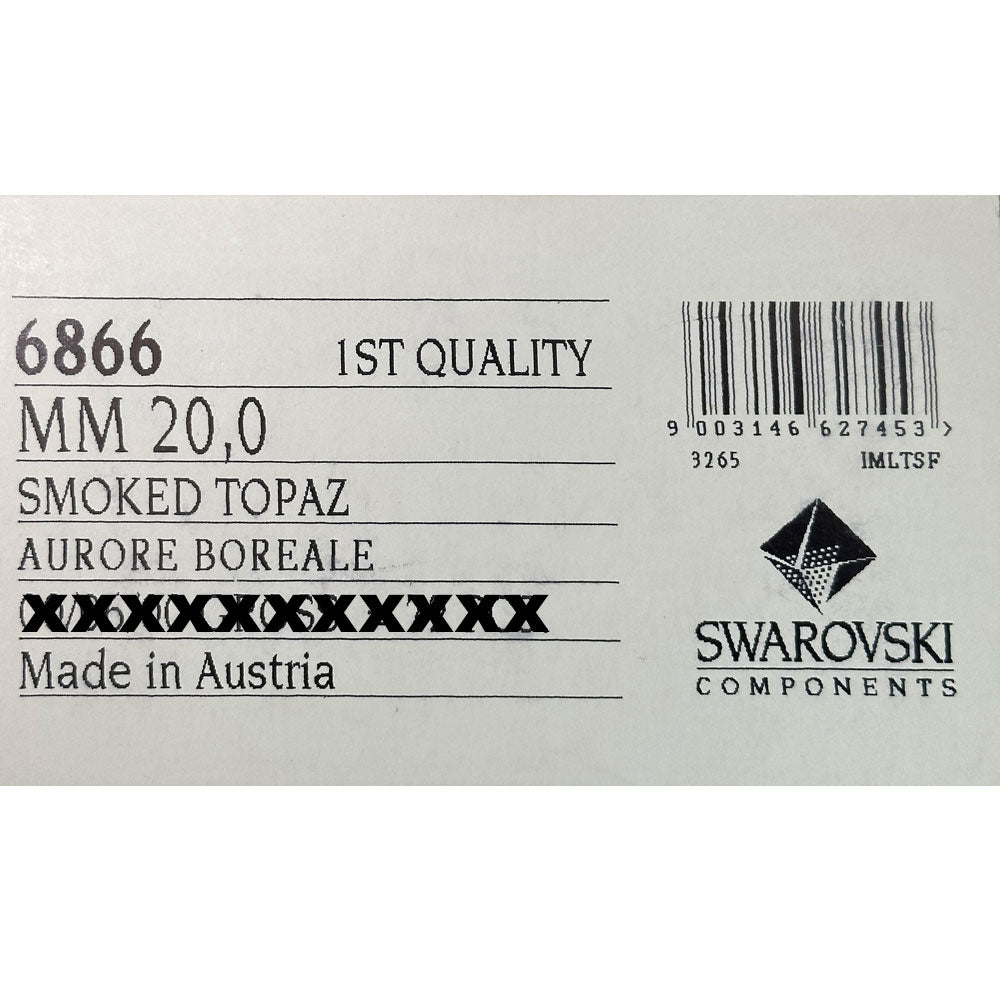 6866 1ST QUALITY
MM 20,0
SMOKED TOPAZ
AURORE BOREALE
XXXXXXXXXXX
Made in Austria
9 003146 627453 >
3265 IMLTSF
SWAROVSKI
COMPONENTS